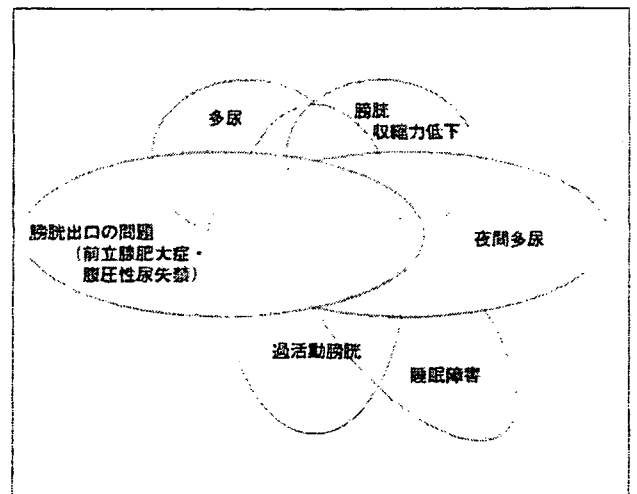 多尿
膀胱
収縮力低下
膀胱出口の問題
(前立腺肥大症・
腹圧性尿失禁)
夜間多尿
過活動膀胱
睡眠障害